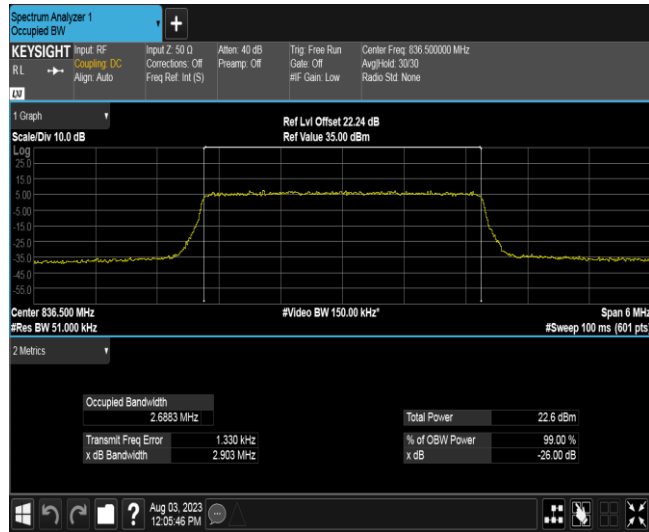 Spectrum Analyzer 1
Occupied BW
+
KEYSIGHT
RL
LXI
Input: RF
Coupling: DC
Align: Auto
Input Z: 50 Ω
Corrections: Off
Freq Ref: Int (S)
Atten: 40 dB
Preamp: Off
Trig: Free Run
Gate: Off
#IF Gain: Low
Center Freq: 836.500000 MHz
Avg|Hold: 30/30
Radio Std: None
1 Graph
Scale/Div 10.0 dB
Ref Lvl Offset 22.24 dB
Ref Value 35.00 dBm
Log
25.0
15.0
5.00
-5.00
-15.0
-25.0
-35.0
-45.0
-55.0
Center 836.500 MHz
#Res BW 51.000 kHz
#Video BW 150.00 kHz*
Span 6 MHz
#Sweep 100 ms (601 pts)
2 Metrics
Occupied Bandwidth
2.6883 MHz
Transmit Freq Error 1.330 kHz
x dB Bandwidth 2.903 MHz
Total Power 22.6 dBm
% of OBW Power 99.00 %
x dB -26.00 dB
?
Aug 03, 2023
12:05:46 PM